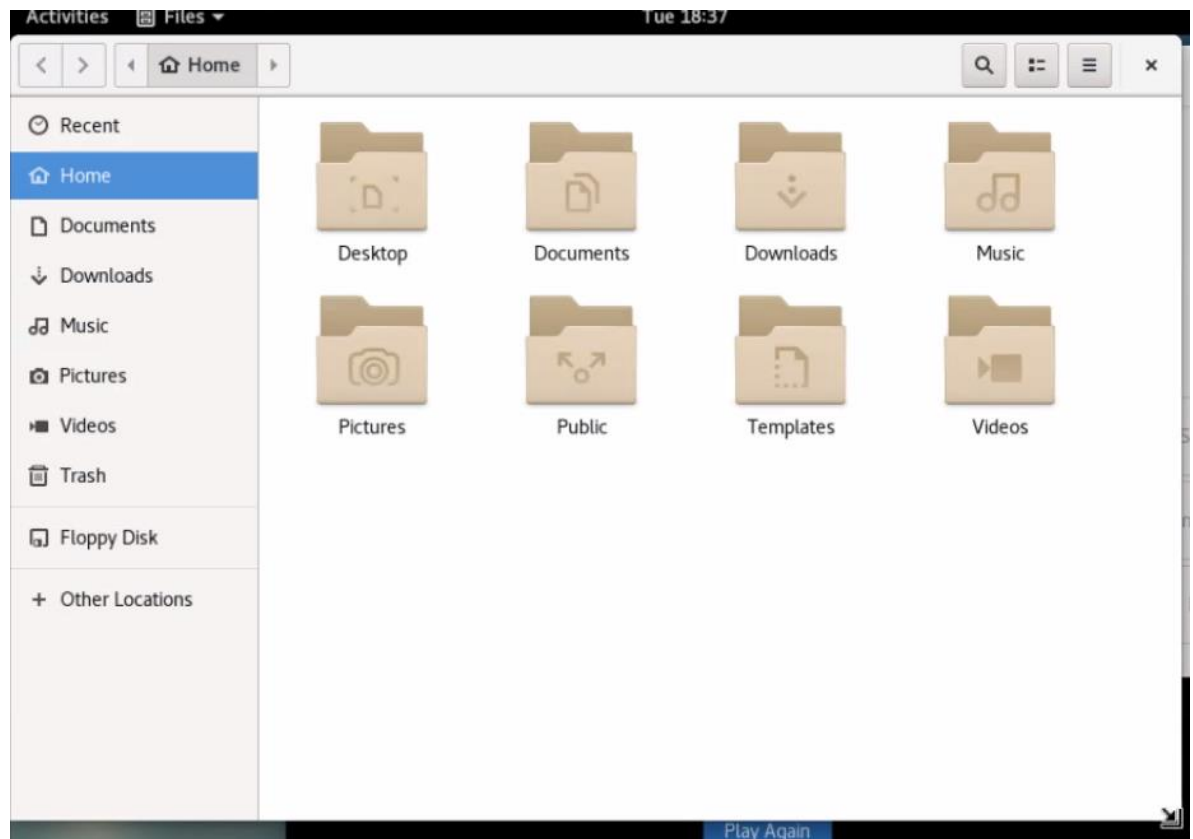 Activities Files Tue 18:37
Home
Recent
Home
Documents
Downloads
Music
Pictures
Videos
Trash
Floppy Disk
+ Other Locations
Desktop Documents Downloads Music
Pictures Public Templates Videos
Play Again